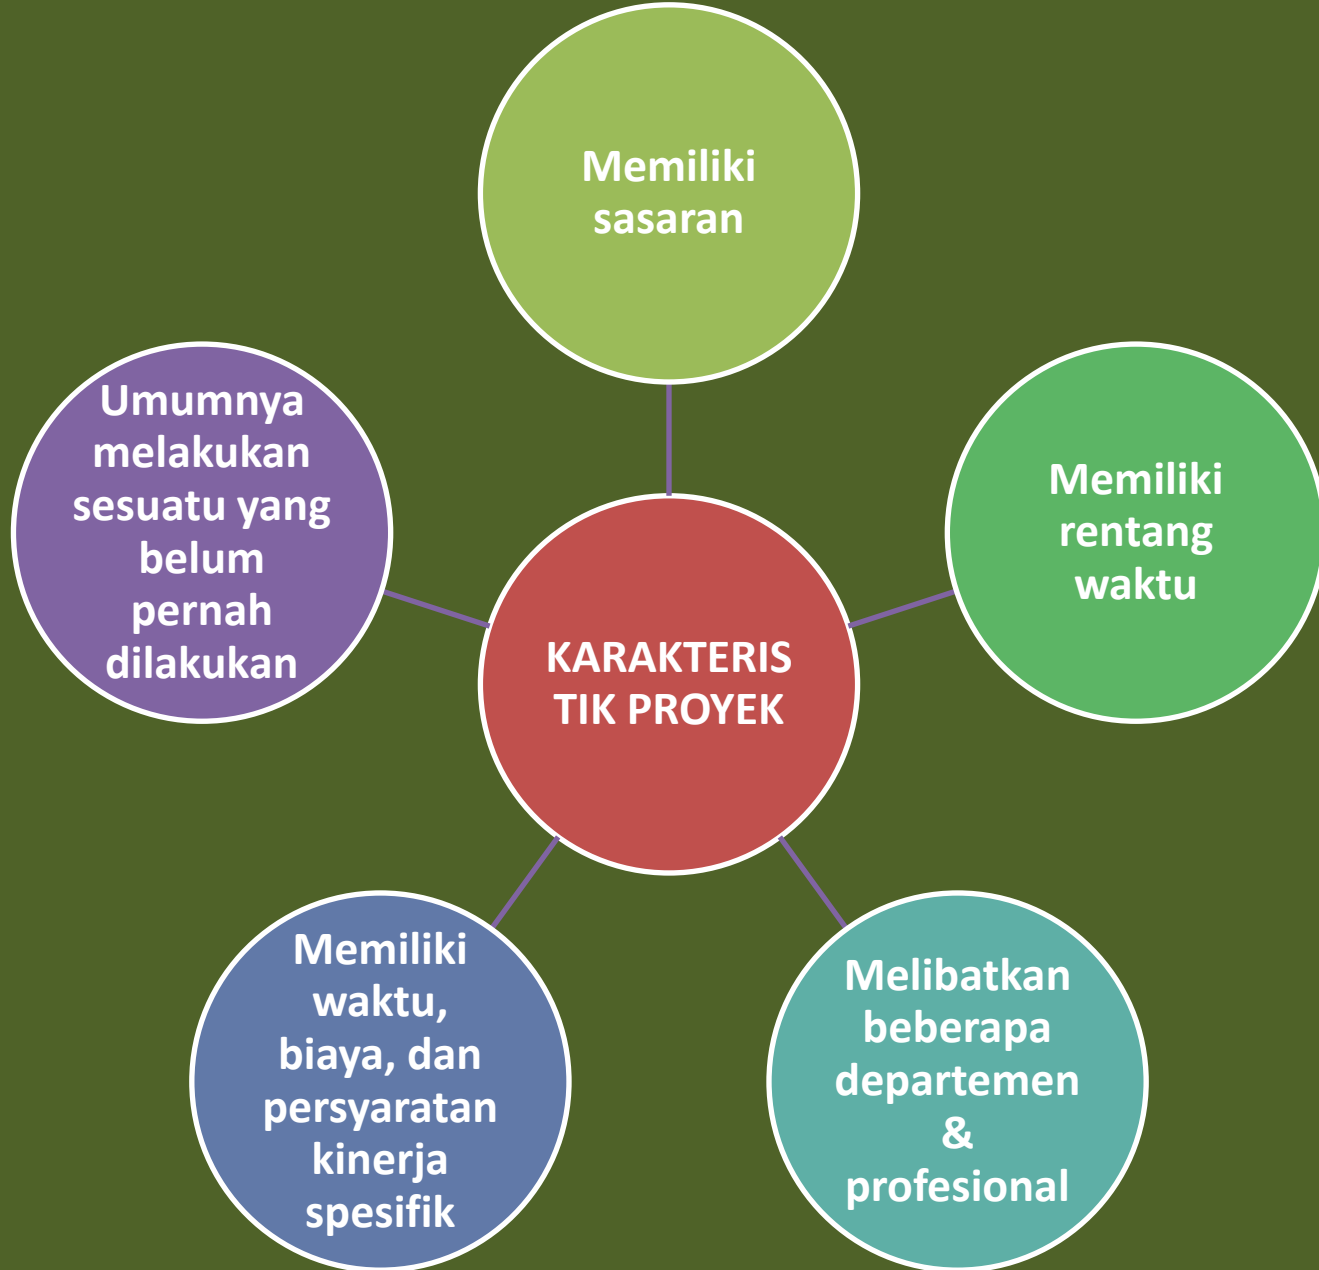 Memiliki
sasaran
Memiliki
rentang
waktu
Melibatkan
beberapa
departemen
&
profesional
Memiliki
waktu,
biaya, dan
persyaratan
kinerja
spesifik
Umumnya
melakukan
sesuatu yang
belum
pernah
dilakukan
KARAKTERIS
TIK PROYEK